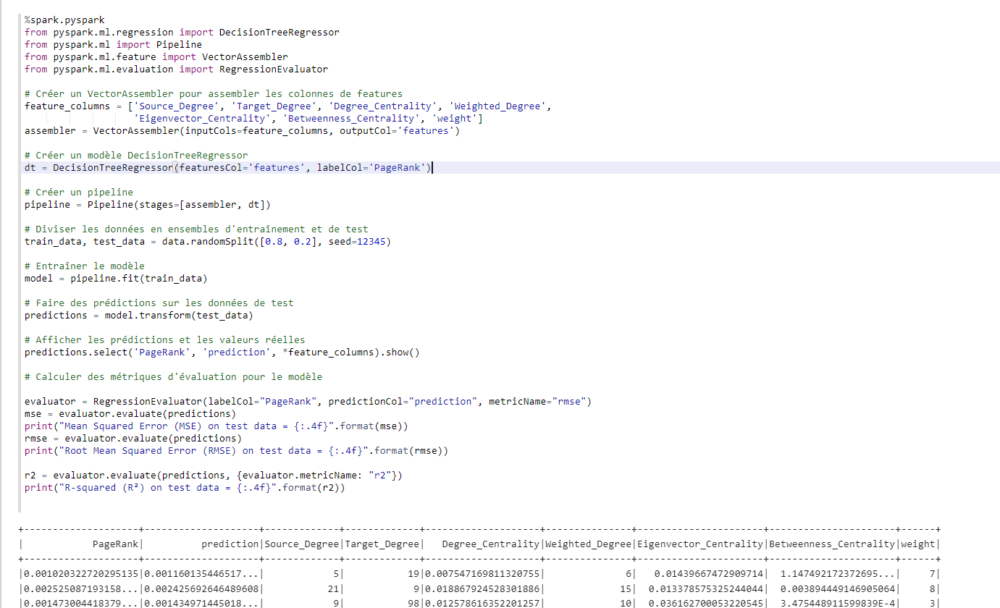 %spark.pyspark
from pyspark.ml.regression import DecisionTreeRegressor
from pyspark.ml import Pipeline
from pyspark.ml.feature import VectorAssembler
from pyspark.ml.evaluation import RegressionEvaluator

# Créer un VectorAssembler pour assembler les colonnes de features
feature_columns = ['Source_Degree', 'Target_Degree', 'Degree_Centrality', 'Weighted_Degree',
                   'Eigenvector_Centrality', 'Betweenness_Centrality', 'weight']
assembler = VectorAssembler(inputCols=feature_columns, outputCol='features')

# Créer un modèle DecisionTreeRegressor
dt = DecisionTreeRegressor(featuresCol='features', labelCol='PageRank')

# Créer un pipeline
pipeline = Pipeline(stages=[assembler, dt])

# Diviser les données en ensembles d'entraînement et de test
train_data, test_data = data.randomSplit([0.8, 0.2], seed=12345)

# Entraîner le modèle
model = pipeline.fit(train_data)

# Faire des prédictions sur les données de test
predictions = model.transform(test_data)

# Afficher les prédictions et les valeurs réelles
predictions.select('PageRank', 'prediction', *feature_columns).show()

# Calculer des métriques d'évaluation pour le modèle

evaluator = RegressionEvaluator(labelCol="PageRank", predictionCol="prediction", metricName="rmse")
mse = evaluator.evaluate(predictions)
print("Mean Squared Error (MSE) on test data = {:.4f}".format(mse))
rmse = evaluator.evaluate(predictions)
print("Root Mean Squared Error (RMSE) on test data = {:.4f}".format(rmse))

r2 = evaluator.evaluate(predictions, {evaluator.metricName: "r2"})
print("R-squared (R²) on test data = {:.4f}".format(r2))

+--------------------+--------------------+-------------+-------------+--------------------+---------------+----------------------+----------------------+------+
|            PageRank|          prediction|Source_Degree|Target_Degree|   Degree_Centrality|Weighted_Degree|Eigenvector_Centrality|Betweenness_Centrality|weight|
+--------------------+--------------------+-------------+-------------+--------------------+---------------+----------------------+----------------------+------+
|0.001020322720295135|0.001160135446517...|            5|           19|0.007547169811320755|              6|   0.01439667472909714|  1.147492172372695...|     7|
|0.002525087193158...|0.002425692646489608|           21|            9|0.018867924528301886|             15|  0.013378575325244044|  0.003894449146905064|     8|
|0.001473004418379...|0.001434971445018...|            9|           98|0.012578616352201257|             10|  0.036162700053220545|  3.475448911599839E-4|     3|